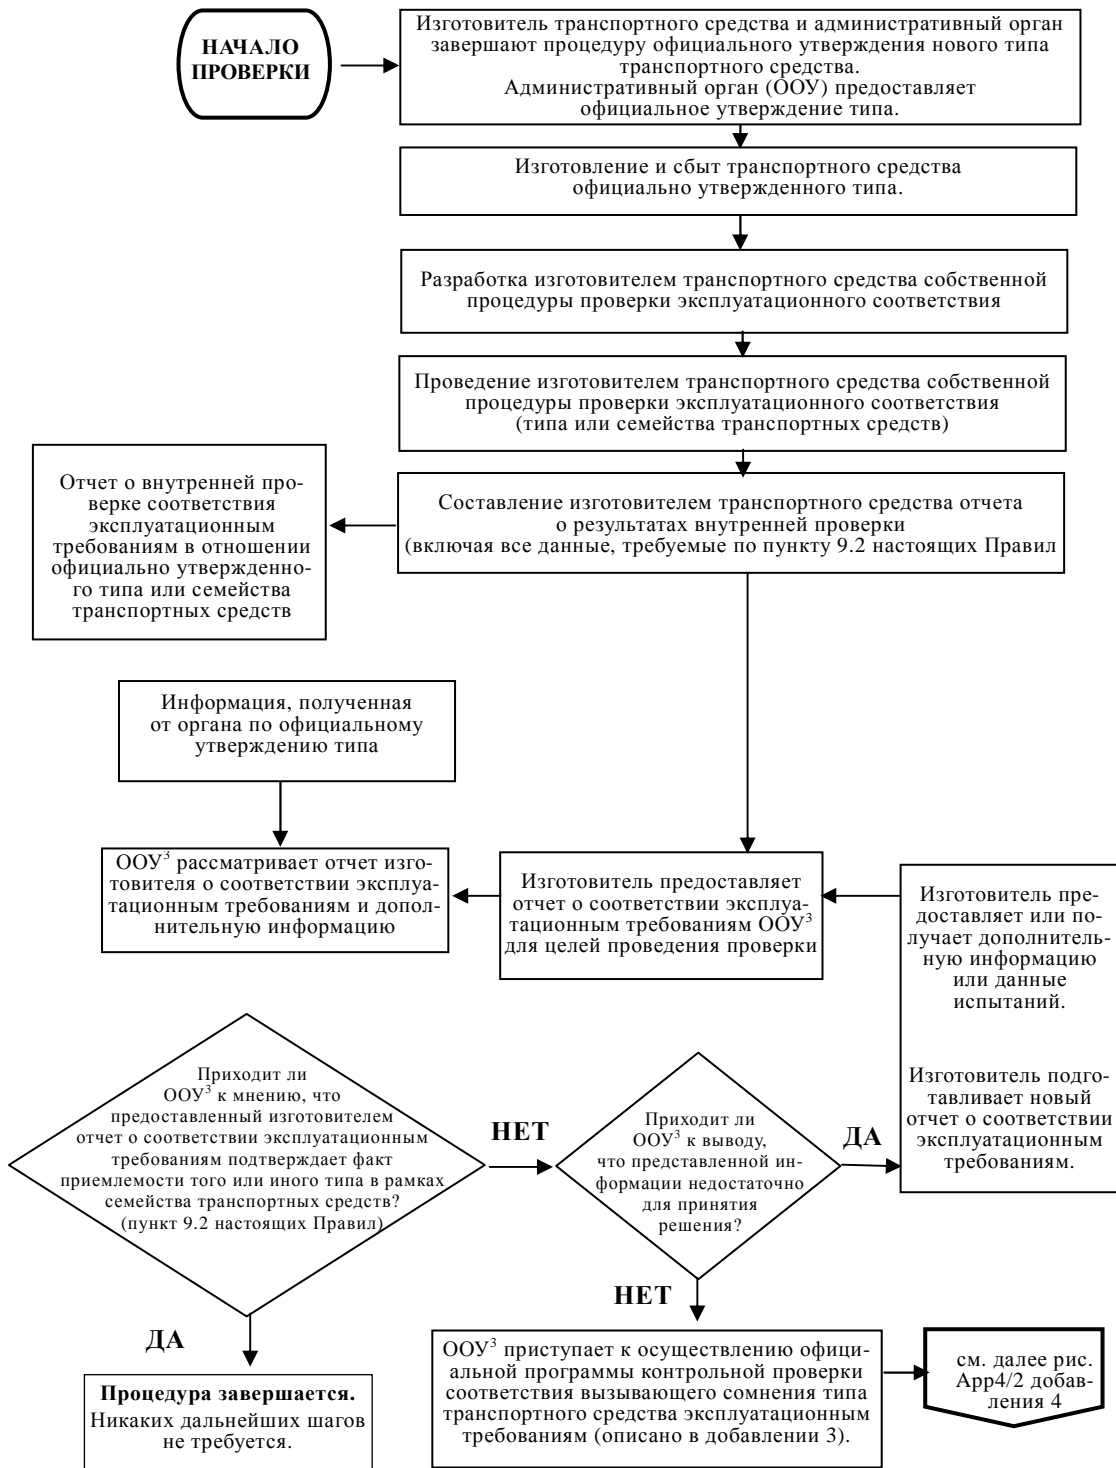 НАЧАЛО
ПРОВЕРКИ
Изготовитель транспортного средства и административный орган
завершают процедуру официального утверждения нового типа
транспортного средства.
Административный орган (ООУ) предоставляет
официальное утверждение типа.
Изготовление и сбыт транспортного средства
официально утвержденного типа.
Разработка изготовителем транспортного средства собственной
процедуры проверки эксплуатационного соответствия
Проведение изготовителем транспортного средства собственной
процедуры проверки эксплуатационного соответствия
(типа или семейства транспортных средств)
Отчет о внутренней про-
верке соответствия
эксплуатационным
требованиям в отношении
официально утвержденно-
го типа или семейства
транспортных средств
Составление изготовителем транспортного средства отчета
о результатах внутренней проверки
(включая все данные, требуемые по пункту 9.2 настоящих Правил
Информация, полученная
от органа по официальному
утверждению типа
ООУ³ рассматривает отчет изго-
товителя о соответствии эксплуа-
тационным требованиям и допол-
нительную информацию
Изготовитель предоставляет
отчет о соответствии эксплуа-
тационным требованиям ООУ³
для целей проведения проверки
Изготовитель пре-
доставляет или по-
лучает дополнитель-
ную информацию
или данные
испытаний.
Изготовитель подго-
тавливает новый
отчет о соответствии
эксплуатационным
требованиям.
Приходит ли
ООУ³ к мнению, что
предоставленный изготовителем
отчет о соответствии эксплуатационным
требованиям подтверждает факт
приемлемости того или иного типа в рамках
семейства транспортных средств?
(пункт 9.2 настоящих Правил)
НЕТ
Приходит ли
ООУ³ к выводу,
что представленной ин-
формации недостаточно
для принятия
решения?
ДА
НЕТ
ДА
Процедура завершается.
Никаких дальнейших шагов
не требуется.
ООУ³ приступает к осуществлению офици-
альной программы контрольной проверки
соответствия вызывающего сомнения типа
транспортного средства эксплуатационным
требованиям (описано в добавлении 3).
см. далее рис.
App4/2 добав-
ления 4